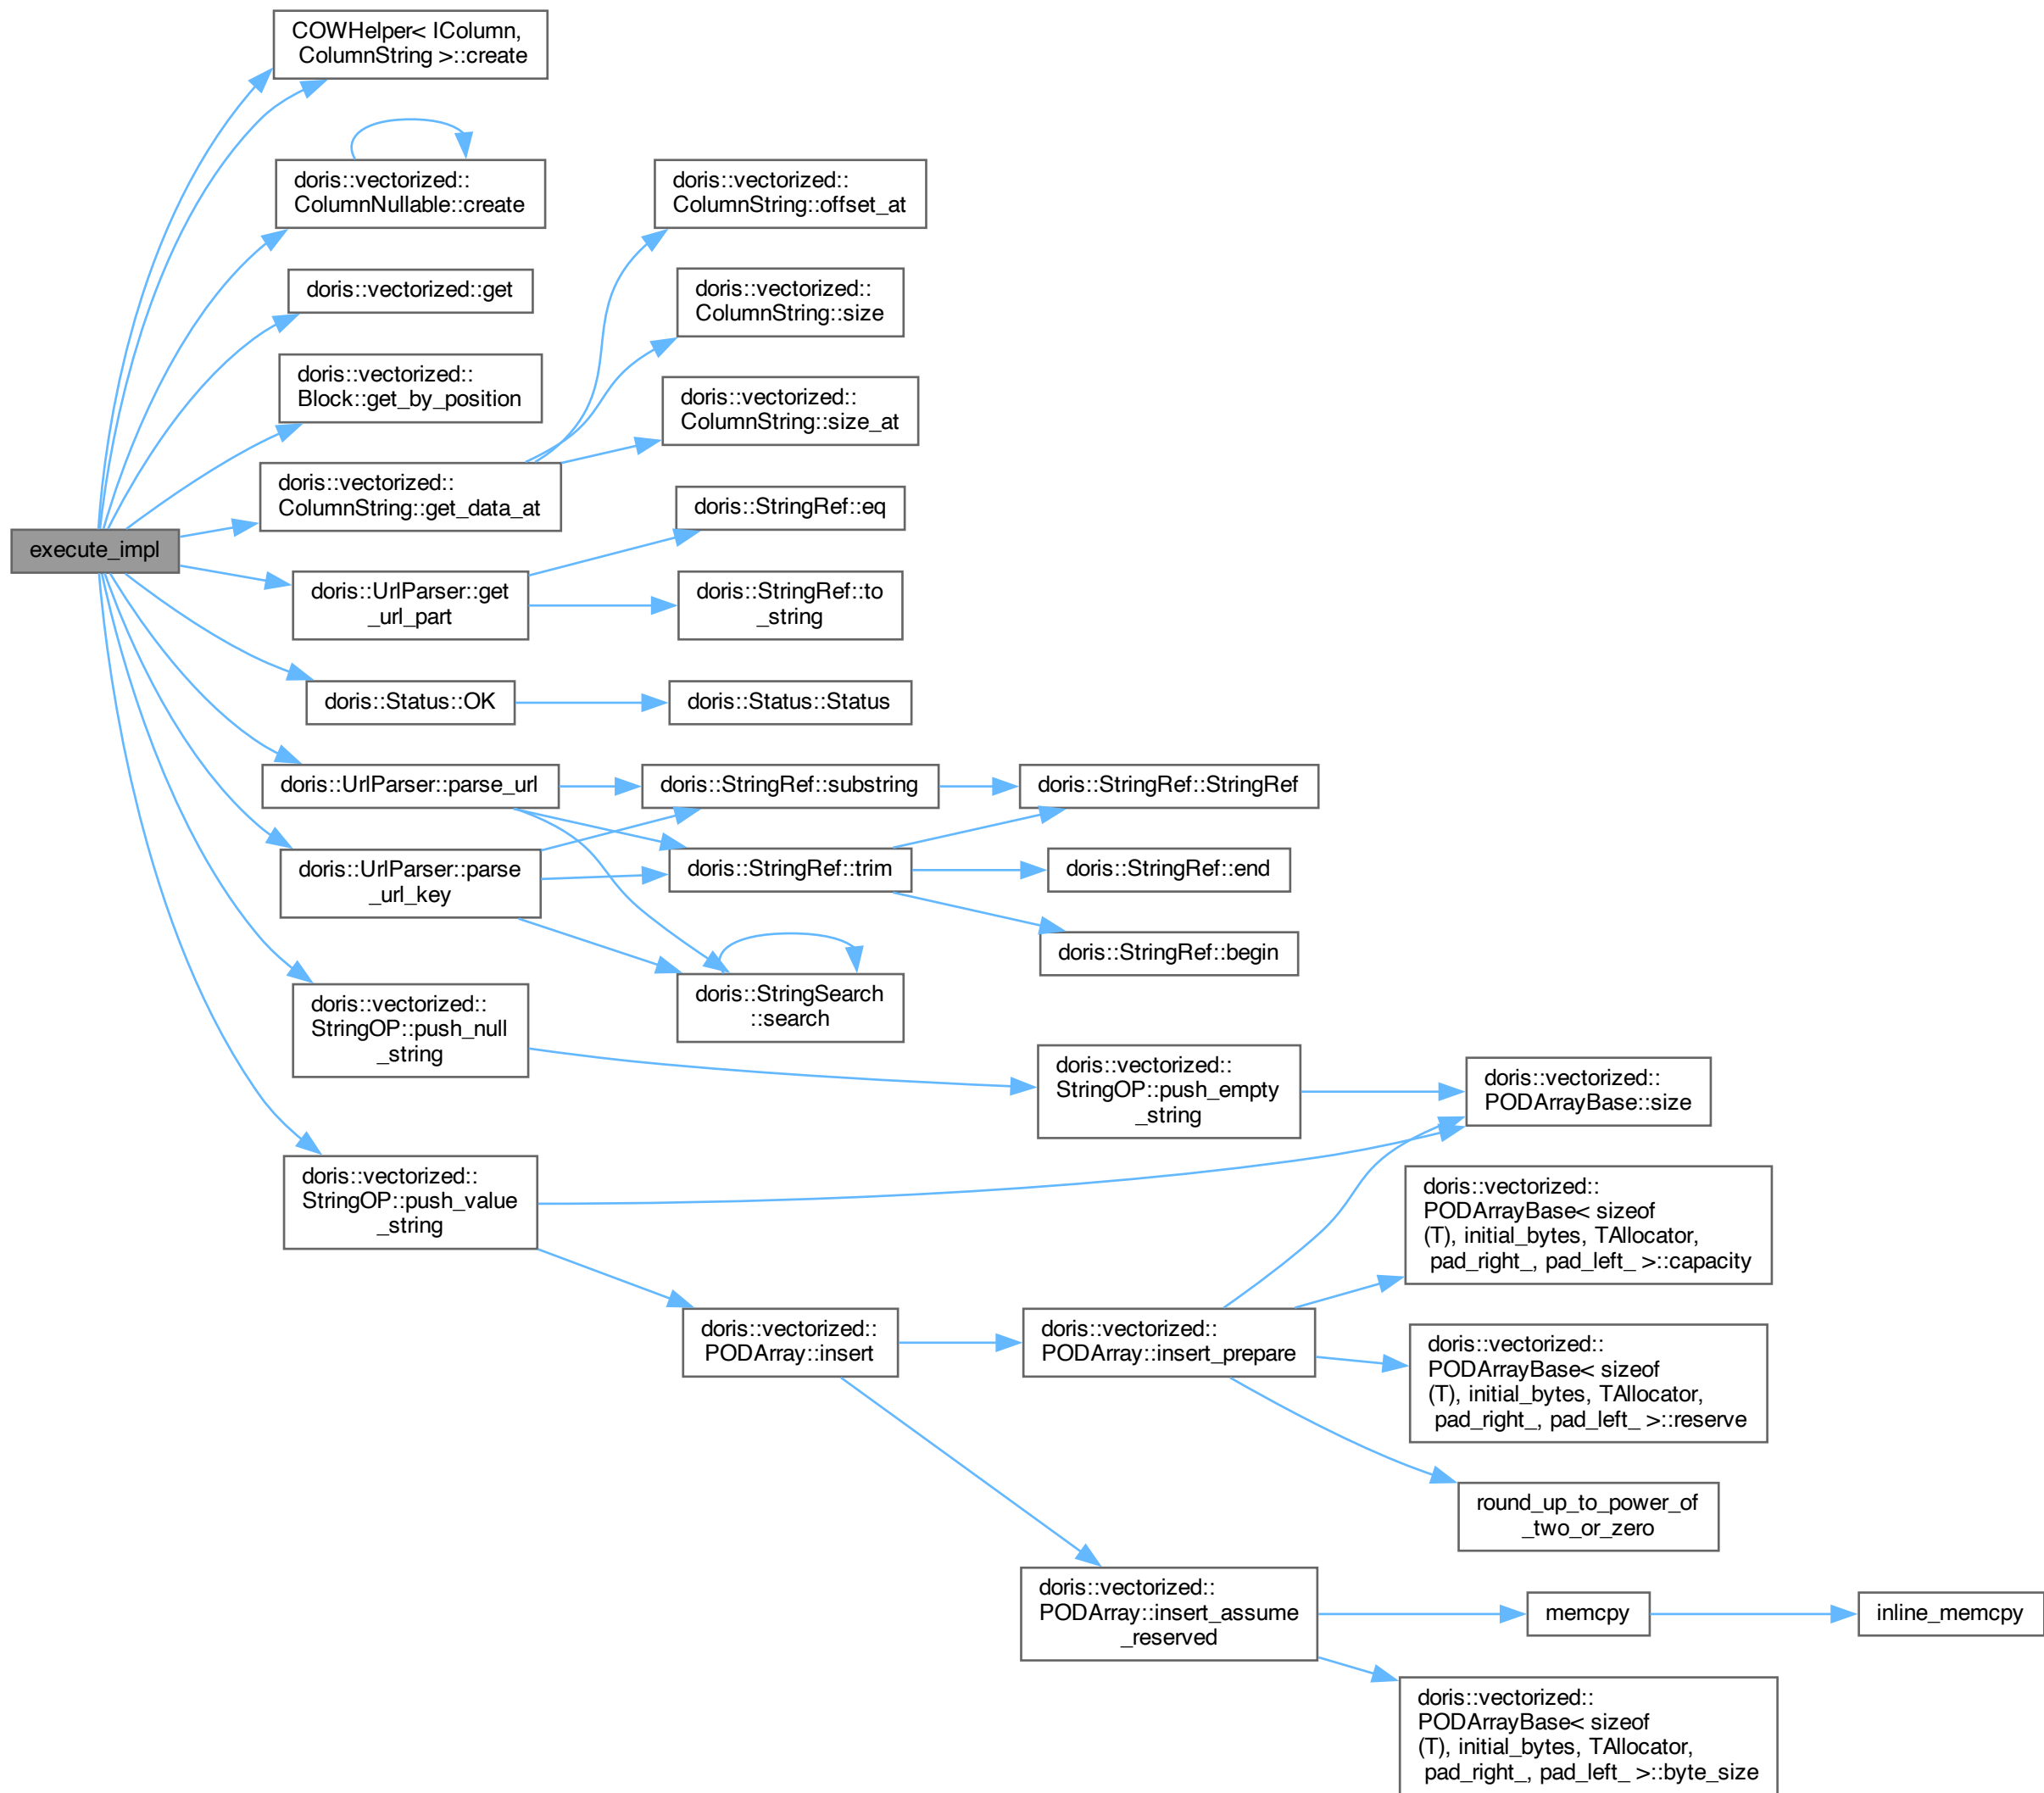 COWHelper< IColumn,
ColumnString >::create
doris::vectorized::
ColumnNullable::create
doris::vectorized::get
doris::vectorized::
Block::get_by_position
doris::vectorized::
ColumnString::get_data_at
doris::vectorized::
ColumnString::offset_at
doris::vectorized::
ColumnString::size
doris::vectorized::
ColumnString::size_at
execute_impl
doris::UrlParser::get
_url_part
doris::StringRef::eq
doris::StringRef::to
_string
doris::Status::OK
doris::Status::Status
doris::UrlParser::parse_url
doris::StringRef::substring
doris::StringRef::StringRef
doris::UrlParser::parse
_url_key
doris::StringRef::trim
doris::StringRef::end
doris::StringRef::begin
doris::StringSearch
::search
doris::vectorized::
StringOP::push_null
_string
doris::vectorized::
StringOP::push_empty
_string
doris::vectorized::
PODArrayBase::size
doris::vectorized::
StringOP::push_value
_string
doris::vectorized::
PODArrayBase< sizeof
(T), initial_bytes, TAllocator,
pad_right_, pad_left_ >::capacity
doris::vectorized::
PODArray::insert
doris::vectorized::
PODArray::insert_prepare
doris::vectorized::
PODArrayBase< sizeof
(T), initial_bytes, TAllocator,
pad_right_, pad_left_ >::reserve
round_up_to_power_of
_two_or_zero
doris::vectorized::
PODArray::insert_assume
_reserved
memcpy
inline_memcpy
doris::vectorized::
PODArrayBase< sizeof
(T), initial_bytes, TAllocator,
pad_right_, pad_left_ >::byte_size